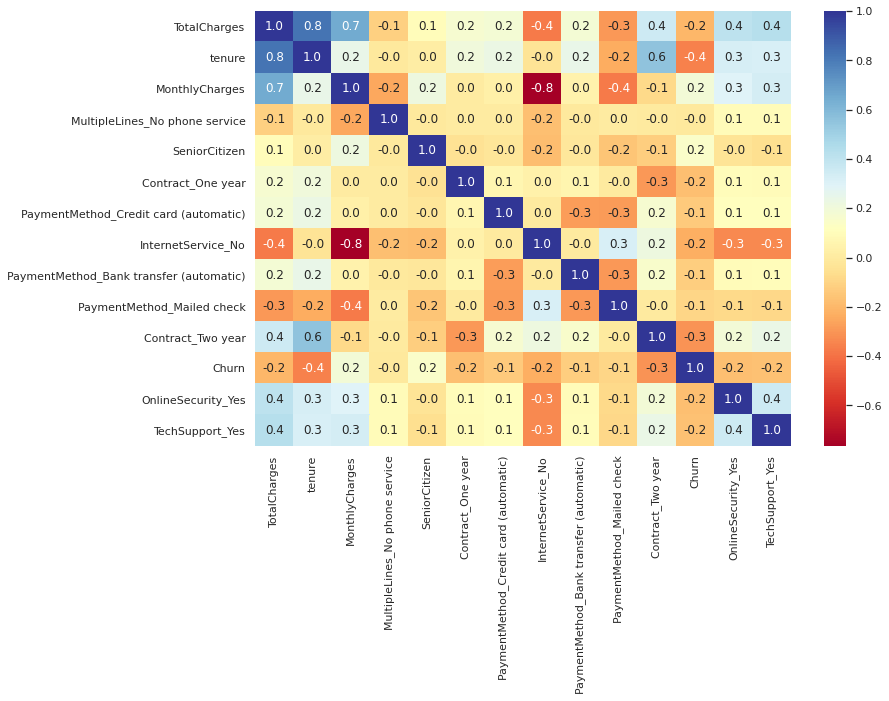 TotalCharges 1.0 0.8 0.7 -0.1 0.1 0.2 0.2 -0.4 0.2 -0.3 0.4 -0.2 0.4 0.4
tenure 0.8 1.0 0.2 -0.0 0.0 0.2 0.2 -0.0 0.2 -0.2 0.6 -0.4 0.3 0.3
MonthlyCharges 0.7 0.2 1.0 -0.2 0.2 0.0 0.0 -0.8 0.0 -0.4 -0.1 0.2 0.3 0.3
MultipleLines_No phone service -0.1 -0.0 -0.2 1.0 -0.0 0.0 0.0 -0.2 -0.0 0.0 -0.0 -0.0 0.1 0.1
SeniorCitizen 0.1 0.0 0.2 -0.0 1.0 -0.0 -0.0 -0.2 -0.0 -0.2 -0.1 0.2 -0.0 -0.1
Contract_One year 0.2 0.2 0.0 0.0 -0.0 1.0 0.1 0.0 0.1 -0.0 -0.3 -0.2 0.1 0.1
PaymentMethod_Credit card (automatic) 0.2 0.2 0.0 0.0 -0.0 0.1 1.0 0.0 -0.3 -0.3 0.2 -0.1 0.1 0.1
InternetService_No -0.4 -0.0 -0.8 -0.2 -0.2 0.0 0.0 1.0 -0.0 0.3 0.2 -0.2 -0.3 -0.3
PaymentMethod_Bank transfer (automatic) 0.2 0.2 0.0 -0.0 -0.0 0.1 -0.3 -0.0 1.0 -0.3 0.2 -0.1 0.1 0.1
PaymentMethod_Mailed check -0.3 -0.2 -0.4 0.0 -0.2 -0.0 -0.3 0.3 -0.3 1.0 -0.0 -0.1 -0.1 -0.1
Contract_Two year 0.4 0.6 -0.1 -0.0 -0.1 -0.3 0.2 0.2 0.2 -0.0 1.0 -0.3 0.2 0.2
Churn -0.2 -0.4 0.2 -0.0 0.2 -0.2 -0.1 -0.2 -0.1 -0.1 -0.3 1.0 -0.2 -0.2
OnlineSecurity_Yes 0.4 0.3 0.3 0.1 -0.0 0.1 0.1 -0.3 0.1 -0.1 0.2 -0.2 1.0 0.4
TechSupport_Yes 0.4 0.3 0.3 0.1 -0.1 0.1 0.1 -0.3 0.1 -0.1 0.2 -0.2 0.4 1.0
TotalCharges
tenure
MonthlyCharges
MultipleLines_No phone service
SeniorCitizen
Contract_One year
PaymentMethod_Credit card (automatic)
InternetService_No
PaymentMethod_Bank transfer (automatic)
PaymentMethod_Mailed check
Contract_Two year
Churn
OnlineSecurity_Yes
TechSupport_Yes
1.0
0.8
0.6
0.4
0.2
0.0
−0.2
−0.4
−0.6